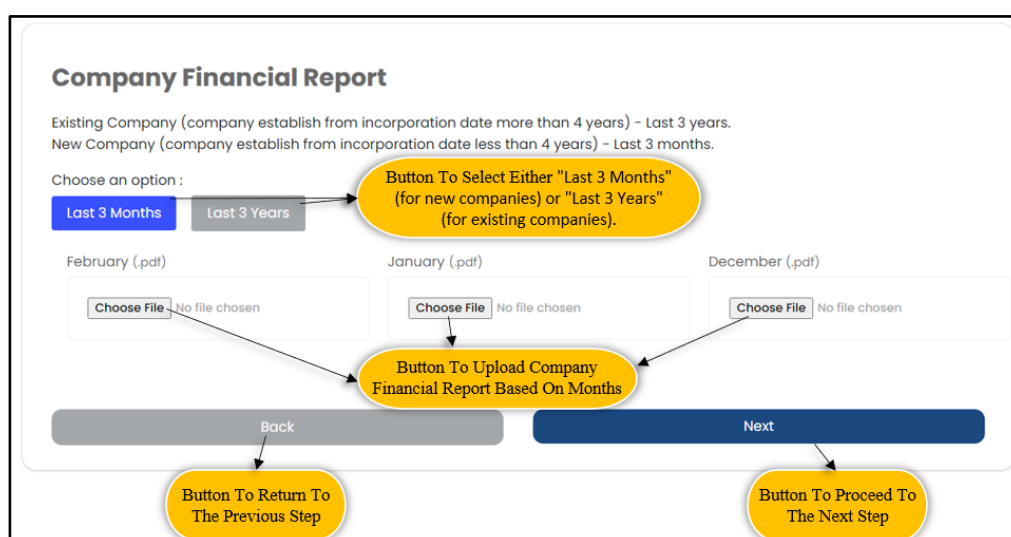 Company Financial Report
Existing Company (company establish from incorporation date more than 4 years) - Last 3 years.
New Company (company establish from incorporation date less than 4 years) - Last 3 months.
Choose an option :
Last 3 Months
Last 3 Years
Button To Select Either "Last 3 Months"
(for new companies) or "Last 3 Years"
(for existing companies).
February (.pdf)
January (.pdf)
December (.pdf)
Choose File No file chosen
Choose File No file chosen
Choose File No file chosen
Button To Upload Company
Financial Report Based On Months
Back
Next
Button To Return To
The Previous Step
Button To Proceed To
The Next Step